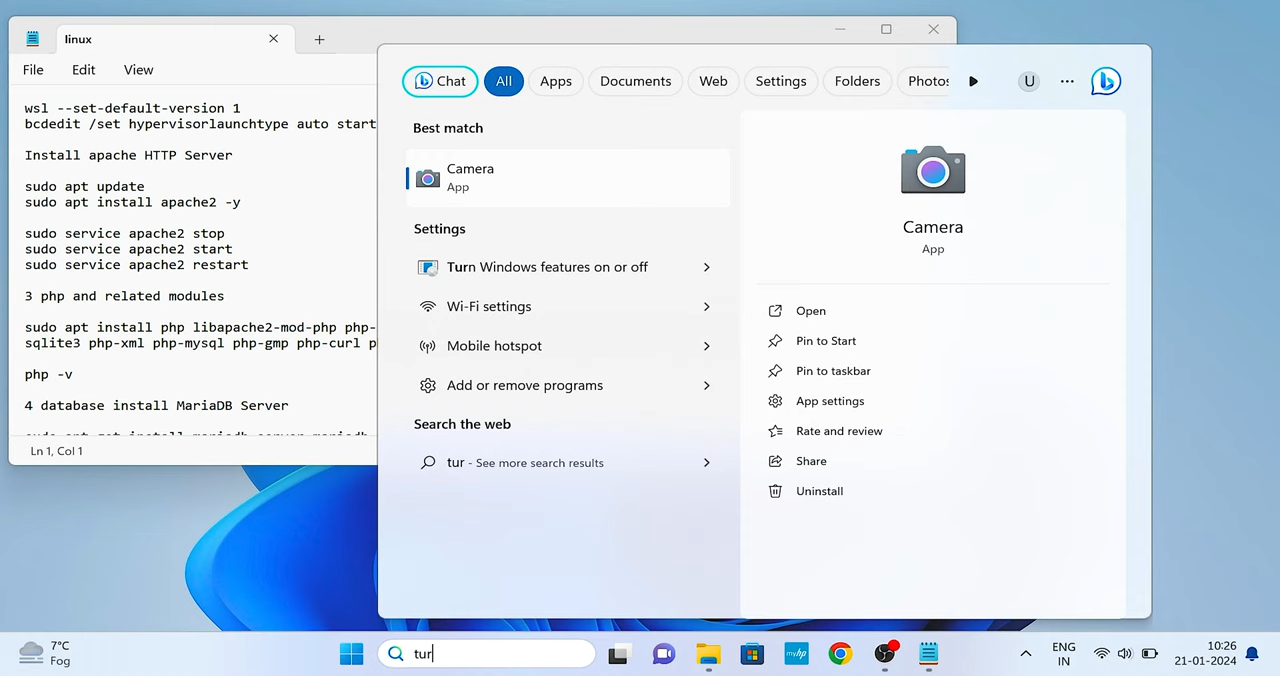 linux
File Edit View
wsl --set-default-version 1
bcdedit /set hypervisorlaunchtype auto start
Install apache HTTP Server
sudo apt update
sudo apt install apache2 -y
sudo service apache2 stop
sudo service apache2 start
sudo service apache2 restart
3 php and related modules
sudo apt install php libapache2-mod-php php-
sqlite3 php-xml php-mysql php-gmp php-curl p
php -v
4 database install MariaDB Server
Ln 1, Col 1
Chat All Apps Documents Web Settings Folders Photos U
Best match
Camera
App
Settings
Turn Windows features on or off
Wi-Fi settings
Mobile hotspot
Add or remove programs
Search the web
tur - See more search results
Camera
App
Open
Pin to Start
Pin to taskbar
App settings
Rate and review
Share
Uninstall
7°C
Fog
tur
myhp
ENG
IN
10:26
21-01-2024